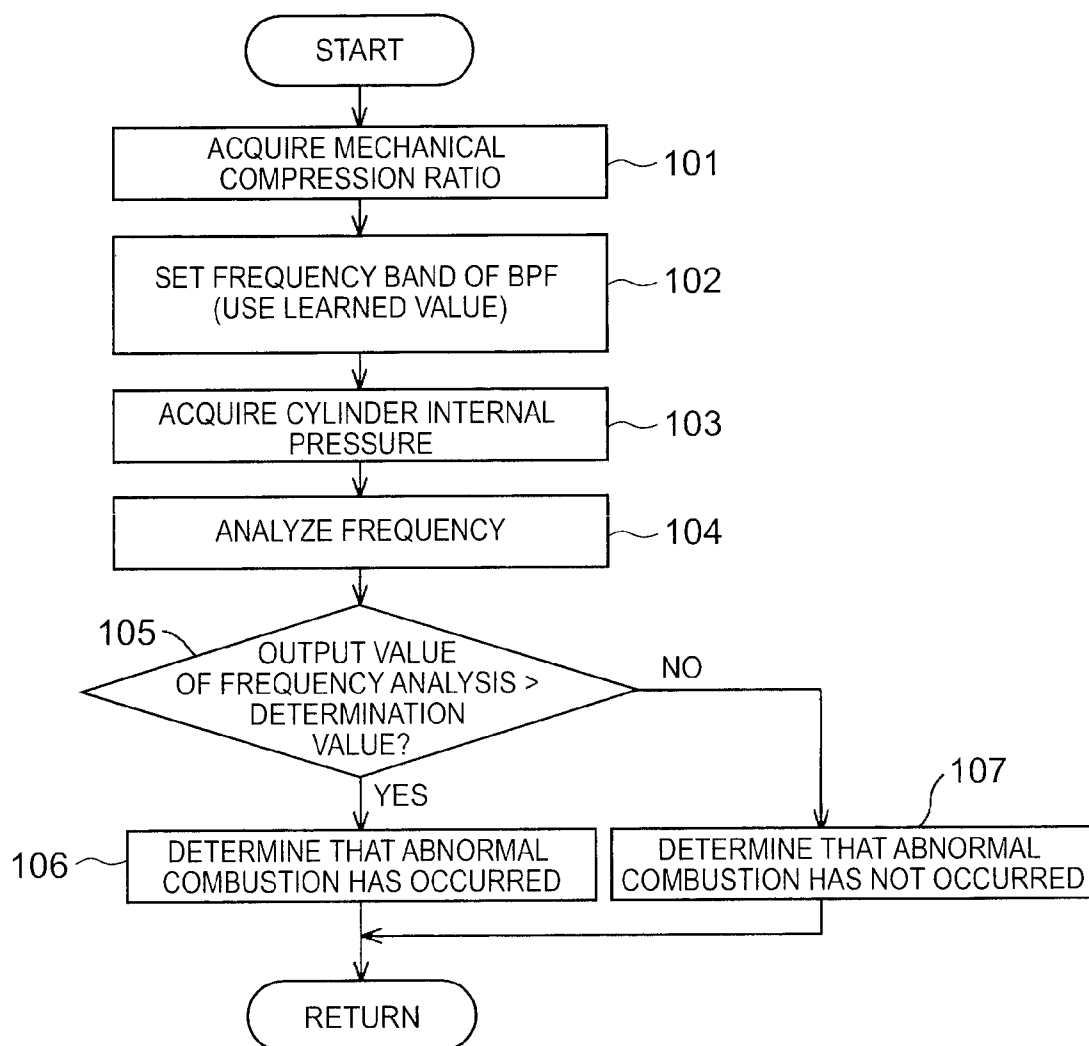 START
ACQUIRE MECHANICAL
COMPRESSION RATIO
101
SET FREQUENCY BAND OF BPF
(USE LEARNED VALUE)
102
ACQUIRE CYLINDER INTERNAL
PRESSURE
103
ANALYZE FREQUENCY
104
105
OUTPUT VALUE
OF FREQUENCY ANALYSIS >
DETERMINATION
VALUE?
NO
YES
107
106
DETERMINE THAT ABNORMAL
COMBUSTION HAS OCCURRED
DETERMINE THAT ABNORMAL
COMBUSTION HAS NOT OCCURRED
RETURN